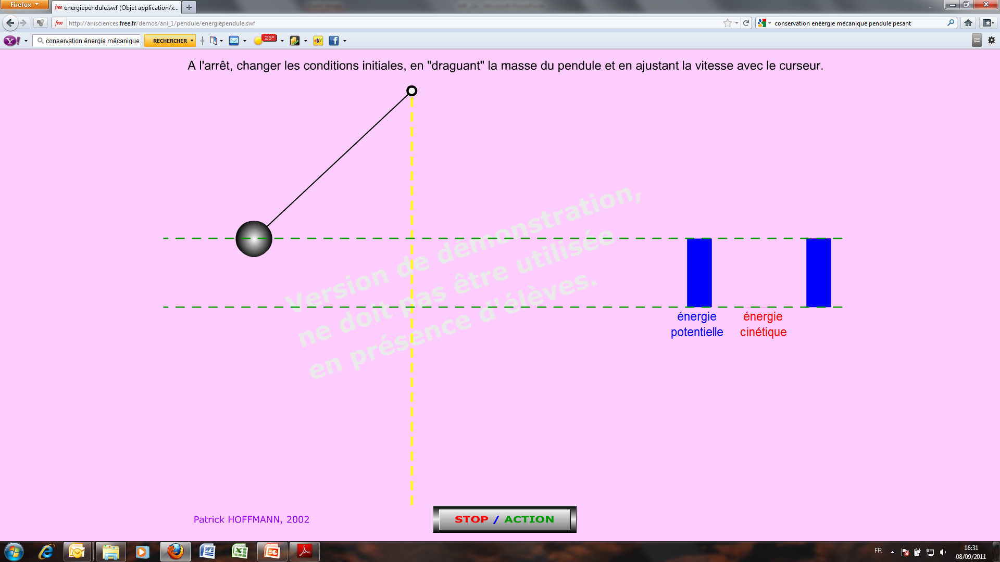 Firefox
free energiependule.swf (Objet application/x...
free http://anisciences.free.fr/demos/ani_1/pendule/energiependule.swf
conservation enéergie mécanique pendule pesant
Y! conservation énergie mécanique RECHERCHER 25° ebY f
A l'arrêt, changer les conditions initiales, en "draguant" la masse du pendule et en ajustant la vitesse avec le curseur.
Version de démonstration,
ne doit pas être utilisée
en présence d'élèves.
énergie
potentielle
énergie
cinétique
Patrick HOFFMANN, 2002
STOP / ACTION
FR
16:31
08/09/2011